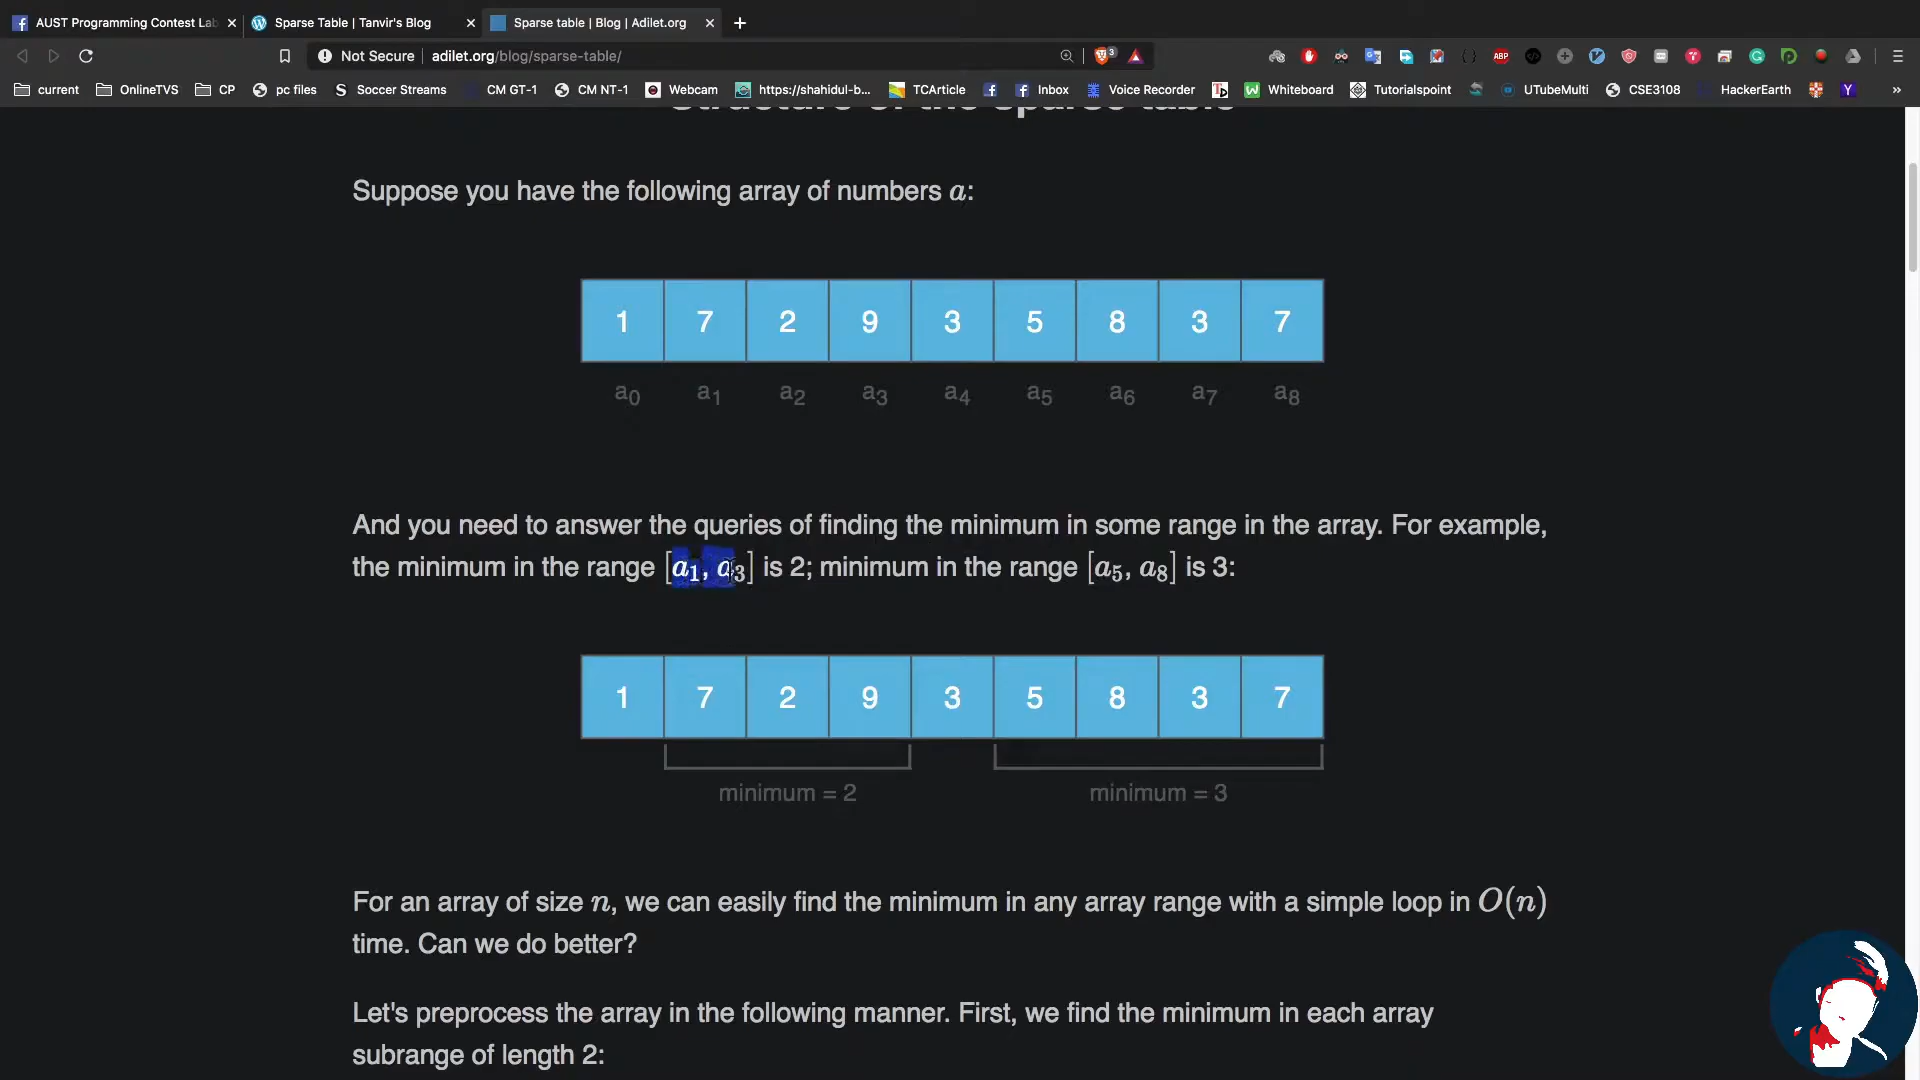 AUST Programming Contest Lab
Sparse Table | Tanvir's Blog
Sparse table | Blog | Adilet.org
Not Secure
adilet.org/blog/sparse-table/
3
ABP
current
OnlineTVS
CP
pc files
Soccer Streams
CM GT-1
CM NT-1
Webcam
https://shahidul-b...
TCArticle
Inbox
Voice Recorder
Whiteboard
Tutorialspoint
UTubeMulti
CSE3108
HackerEarth
Structure of the sparse table
Suppose you have the following array of numbers a:
1 7 2 9 3 5 8 3 7
a0 a1 a2 a3 a4 a5 a6 a7 a8
And you need to answer the queries of finding the minimum in some range in the array. For example,
the minimum in the range [a1, a3] is 2; minimum in the range [a5, a8] is 3:
1 7 2 9 3 5 8 3 7
minimum = 2 minimum = 3
For an array of size n, we can easily find the minimum in any array range with a simple loop in O(n)
time. Can we do better?
Let's preprocess the array in the following manner. First, we find the minimum in each array
subrange of length 2: